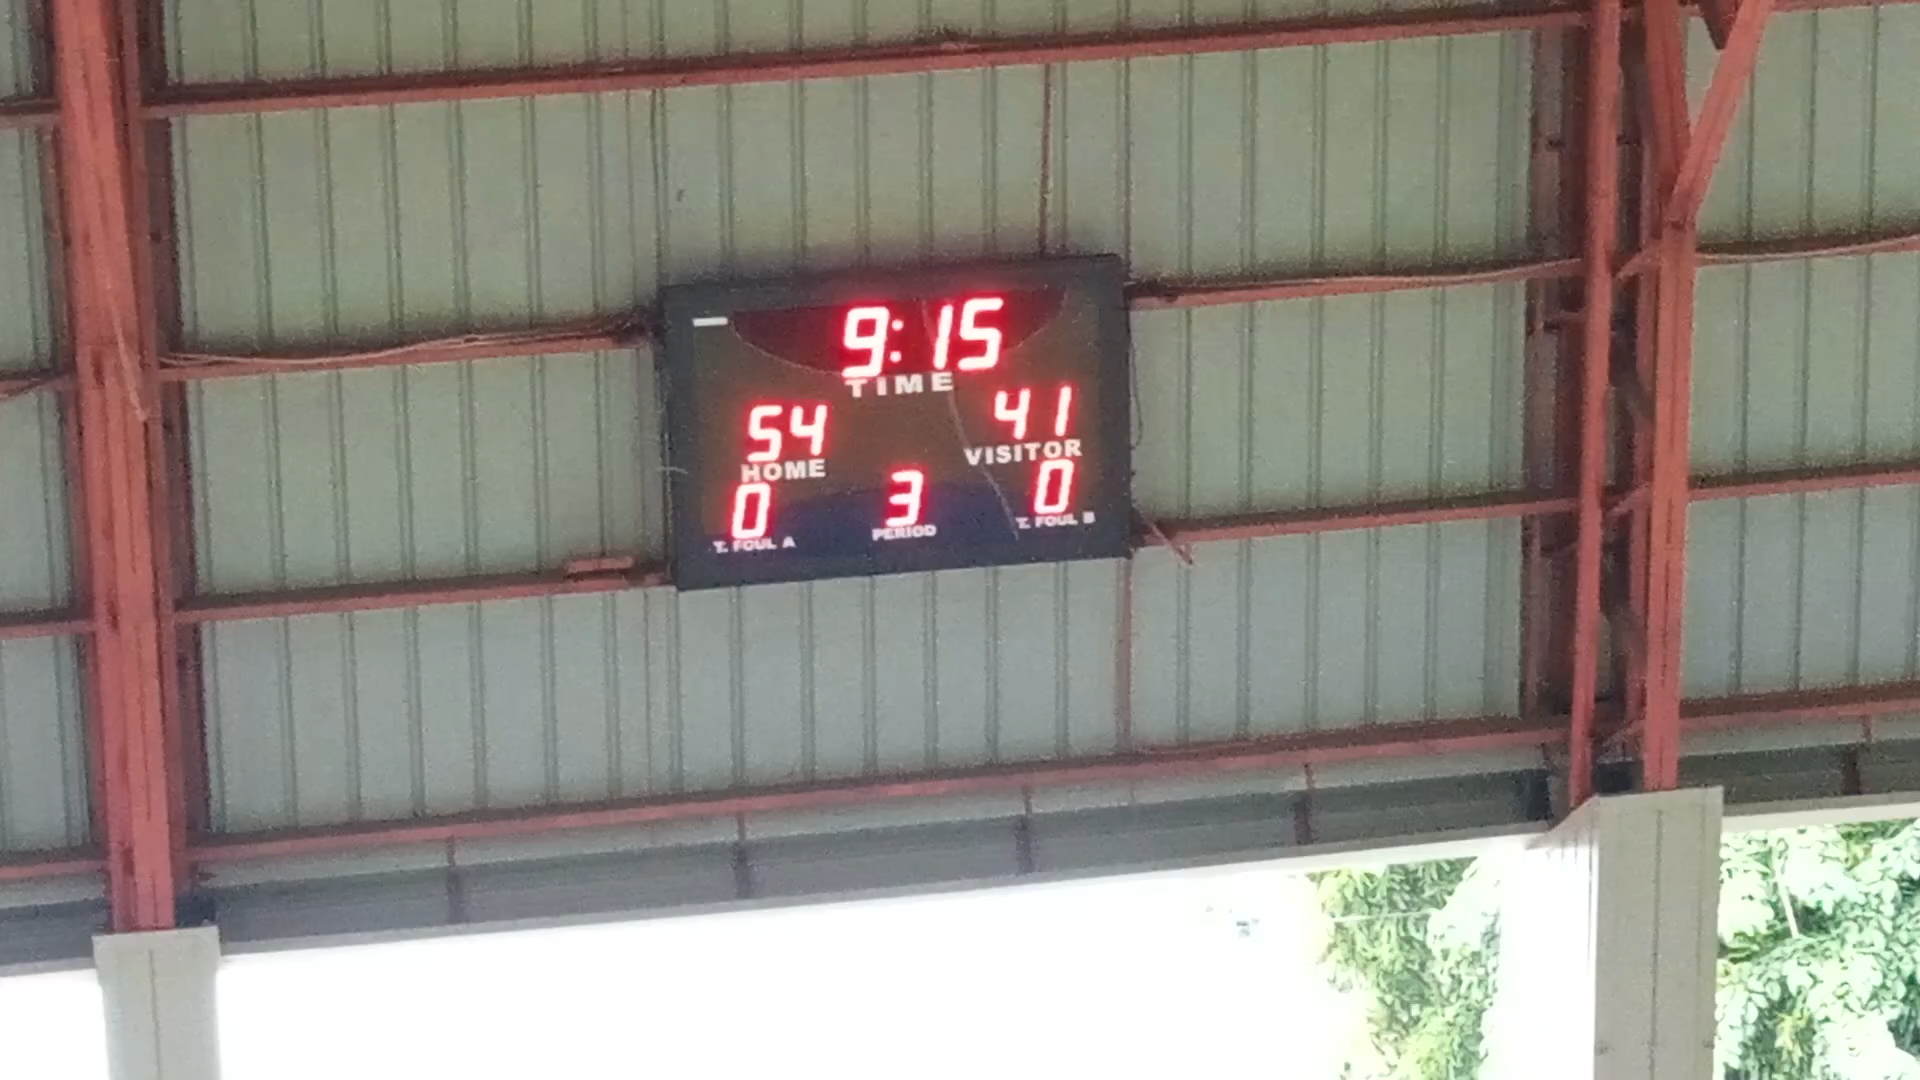 9:15
TIME
54 41
HOME VISITOR
0 3 0
T. FOUL A PERIOD T. FOUL B